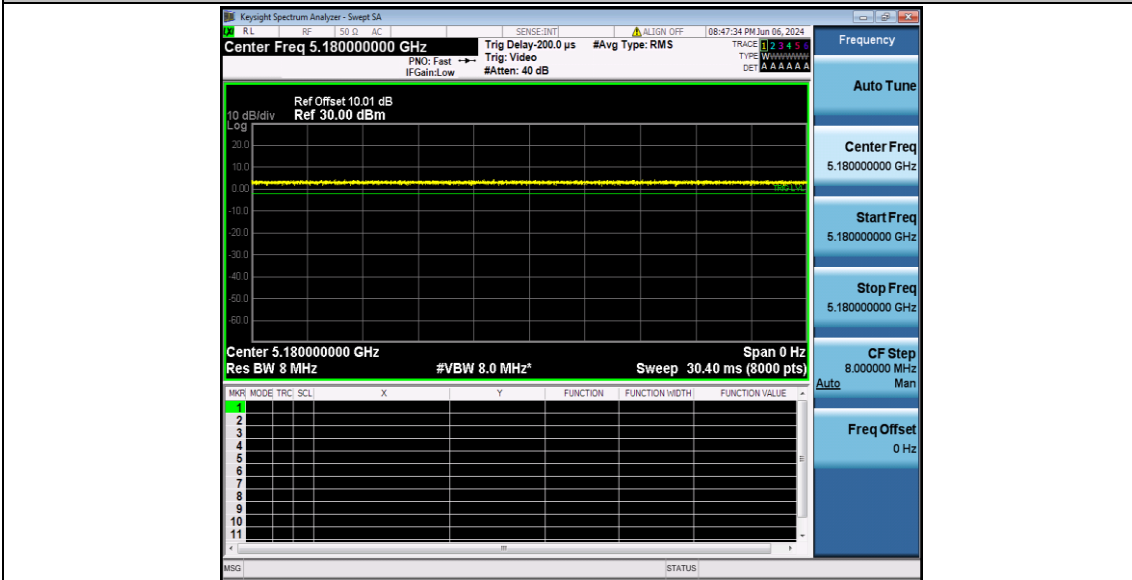 Keysight Spectrum Analyzer - Swept SA
RL RF 50 Ω AC SENSE:INT ALIGN OFF 08:47:34 PM Jun 06, 2024
Center Freq 5.180000000 GHz
PNO: Fast
IFGain:Low
Trig Delay-200.0 µs
Trig: Video
#Atten: 40 dB
#Avg Type: RMS
TRACE 1 2 3 4 5 6
TYPE WWWWWW
DET A A A A A A
Ref Offset 10.01 dB
10 dB/div Ref 30.00 dBm
Log
20.0
10.0
0.00
TRIG LVL
-10.0
-20.0
-30.0
-40.0
-50.0
-60.0
Center 5.180000000 GHz Span 0 Hz
Res BW 8 MHz #VBW 8.0 MHz* Sweep 30.40 ms (8000 pts)
MKR MODE TRC SCL X Y FUNCTION FUNCTION WIDTH FUNCTION VALUE
1
2
3
4
5
6
7
8
9
10
11
MSG STATUS
Frequency
Auto Tune
Center Freq
5.180000000 GHz
Start Freq
5.180000000 GHz
Stop Freq
5.180000000 GHz
CF Step
8.000000 MHz
Auto Man
Freq Offset
0 Hz